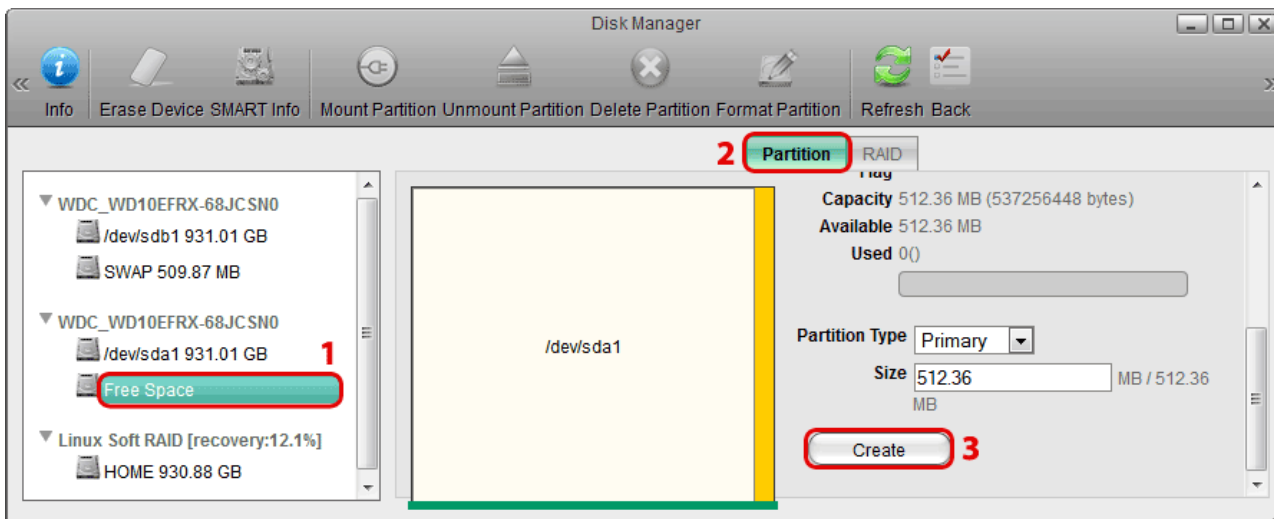 Disk Manager
Info Erase Device SMART Info Mount Partition Unmount Partition Delete Partition Format Partition Refresh Back
2 Partition RAID
WDC_WD10EFRX-68JCSN0
/dev/sdb1 931.01 GB
SWAP 509.87 MB
WDC_WD10EFRX-68JCSN0
/dev/sda1 931.01 GB
1
Free Space
Linux Soft RAID [recovery:12.1%]
HOME 930.88 GB
/dev/sda1
Flag
Capacity 512.36 MB (537256448 bytes)
Available 512.36 MB
Used 0()
Partition Type Primary
Size 512.36 MB / 512.36
MB
Create 3